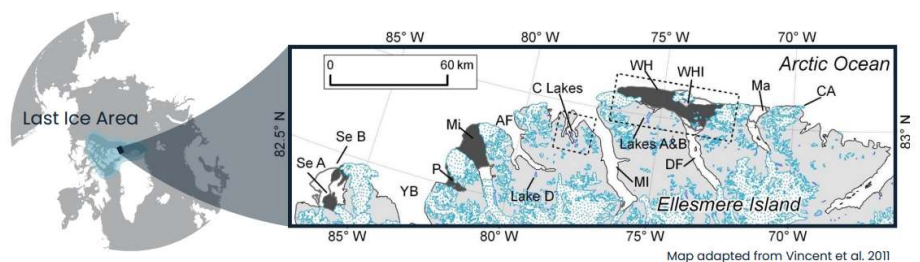 85° W
80° W
75° W
70° W
0
60 km
Arctic Ocean
WH
WHI
Ma
CA
C Lakes
Last Ice Area
82.5° N
83° N
Se B
Mi
AF
Se A
Lakes A&B
DF
P
YB
Lake D
MI
Ellesmere Island
85° W
80° W
75° W
70° W
Map adapted from Vincent et al. 2011